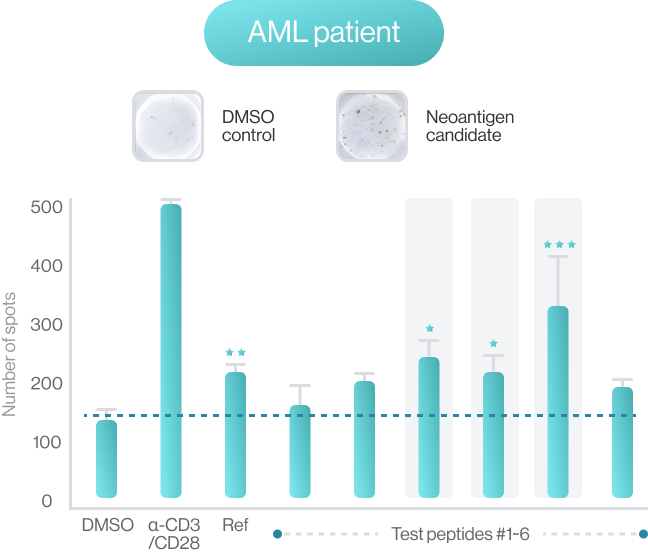 AML patient
DMSO
control
Neoantigen
candidate
Number of spots
500
400
300
200
100
0
DMSO
α-CD3
/CD28
Ref
Test peptides #1~6